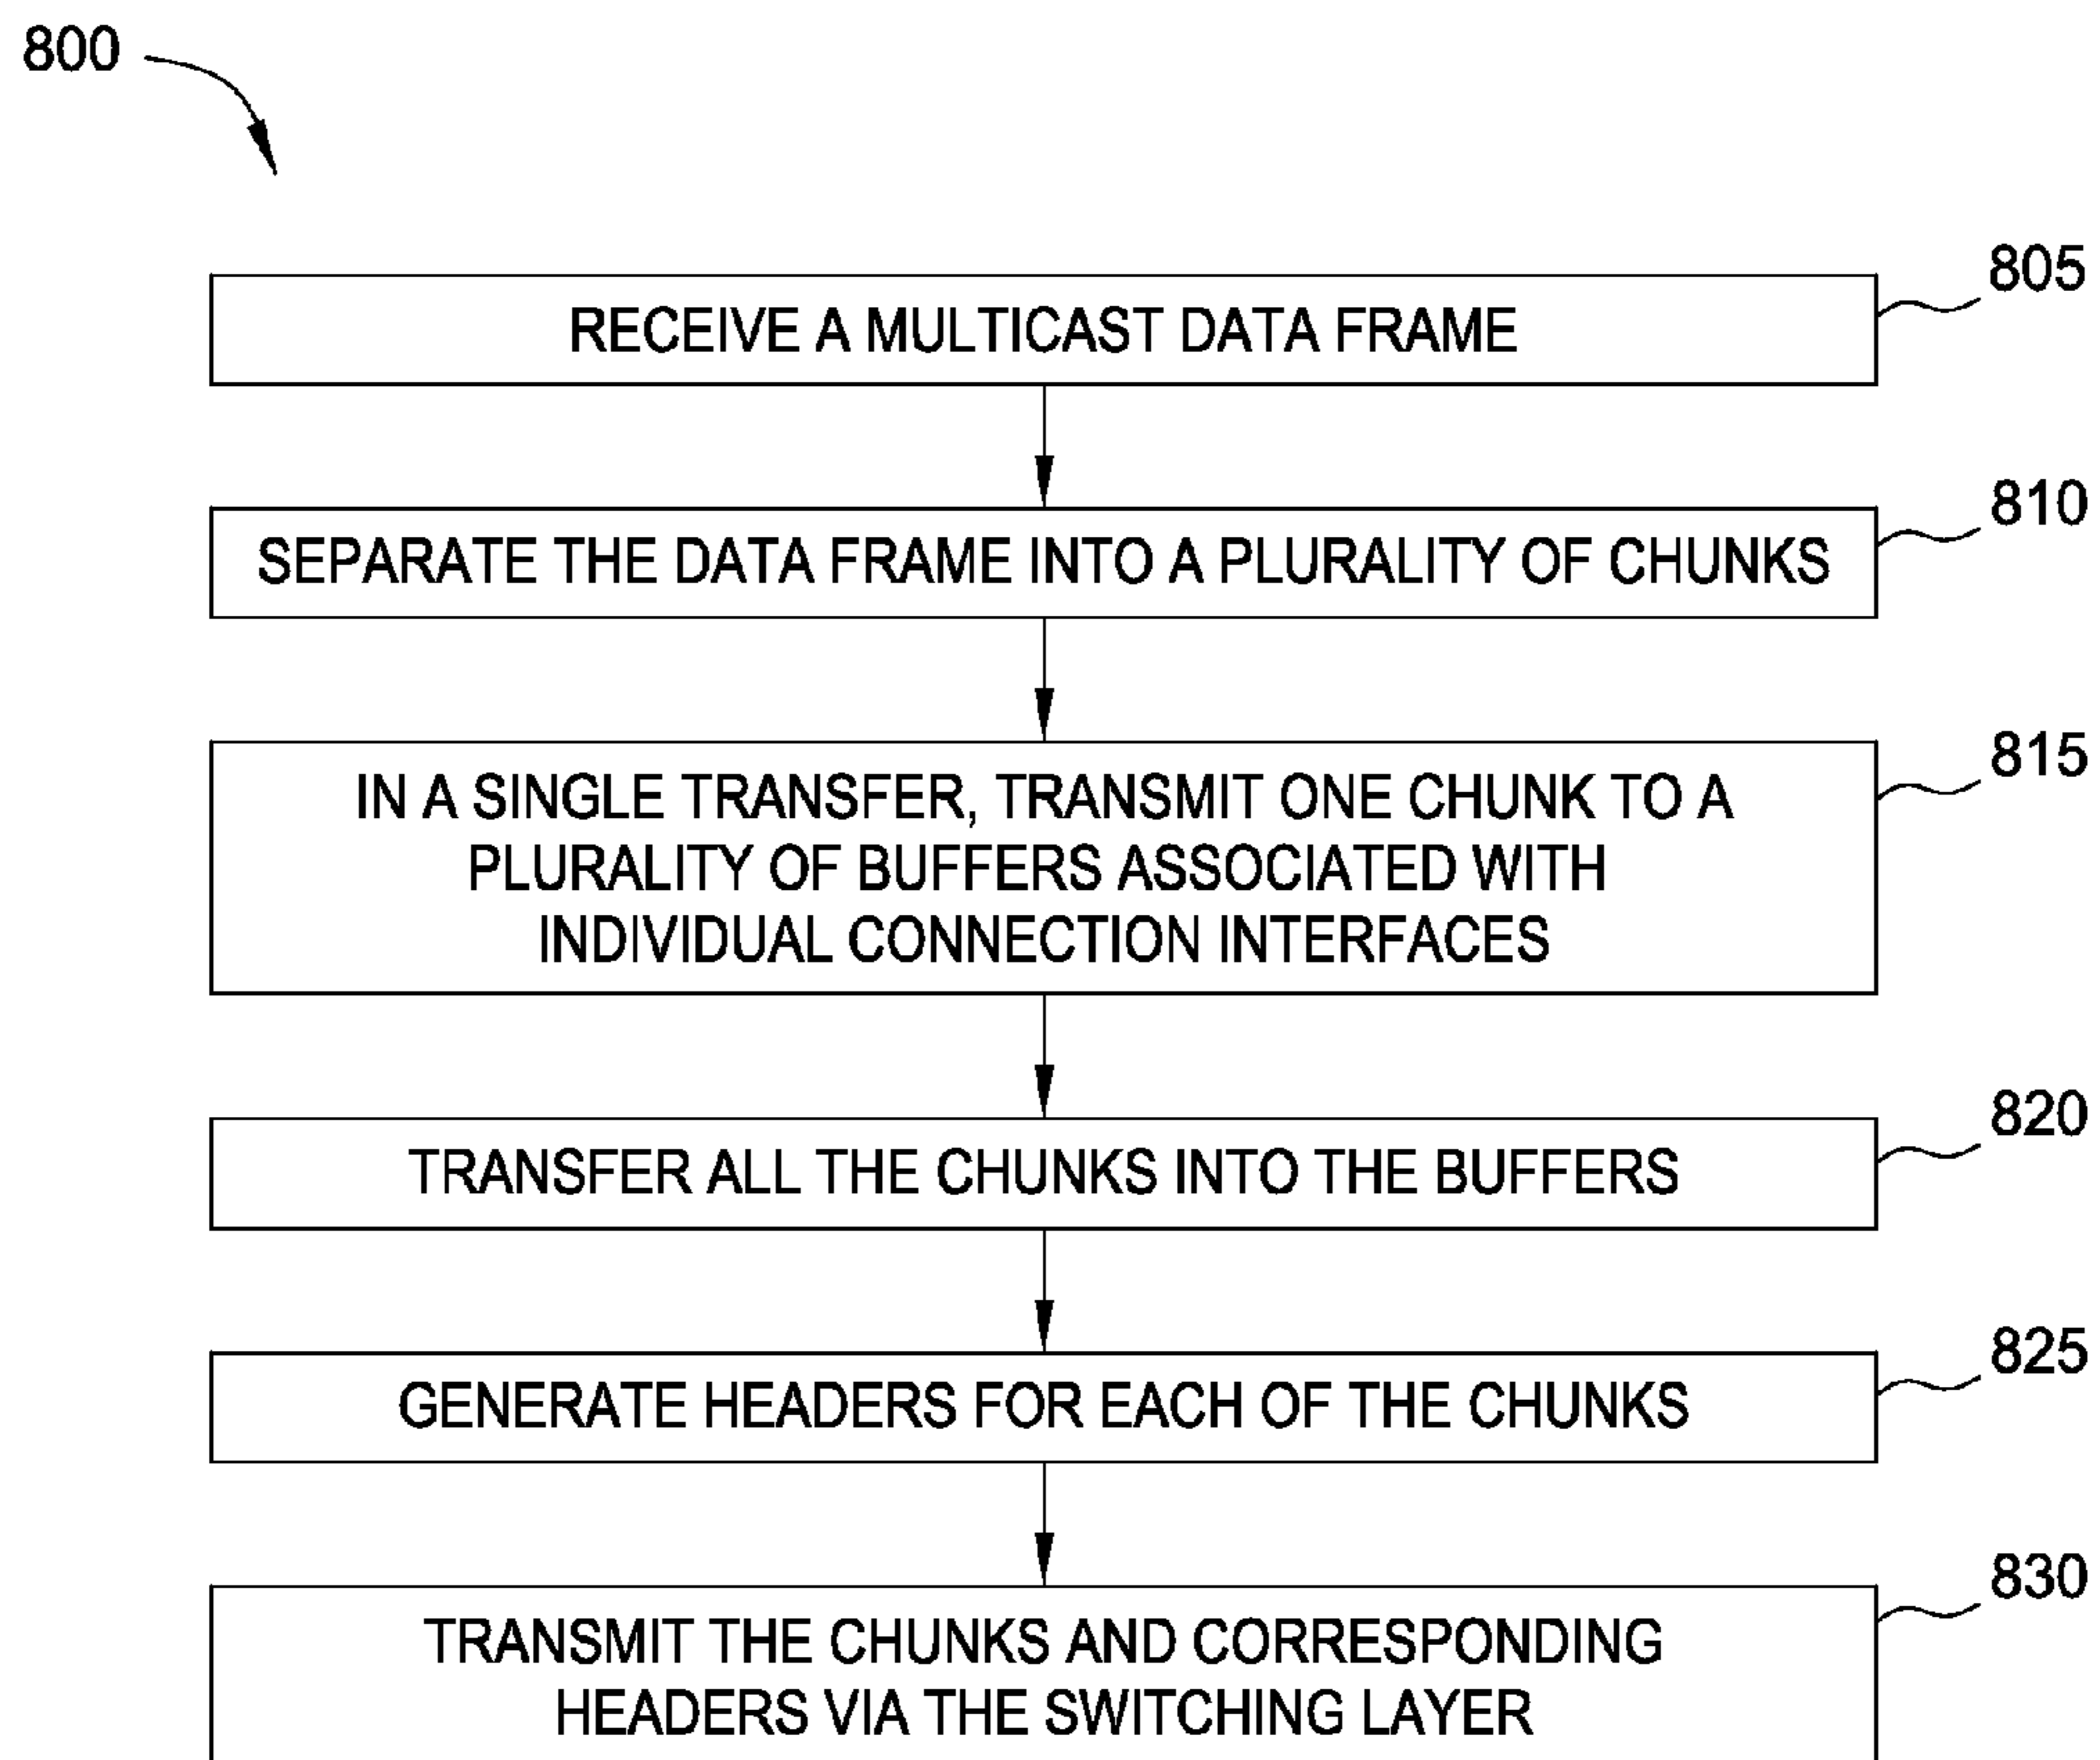 800
805
RECEIVE A MULTICAST DATA FRAME
810
SEPARATE THE DATA FRAME INTO A PLURALITY OF CHUNKS
815
IN A SINGLE TRANSFER, TRANSMIT ONE CHUNK TO A
PLURALITY OF BUFFERS ASSOCIATED WITH
INDIVIDUAL CONNECTION INTERFACES
820
TRANSFER ALL THE CHUNKS INTO THE BUFFERS
825
GENERATE HEADERS FOR EACH OF THE CHUNKS
830
TRANSMIT THE CHUNKS AND CORRESPONDING
HEADERS VIA THE SWITCHING LAYER